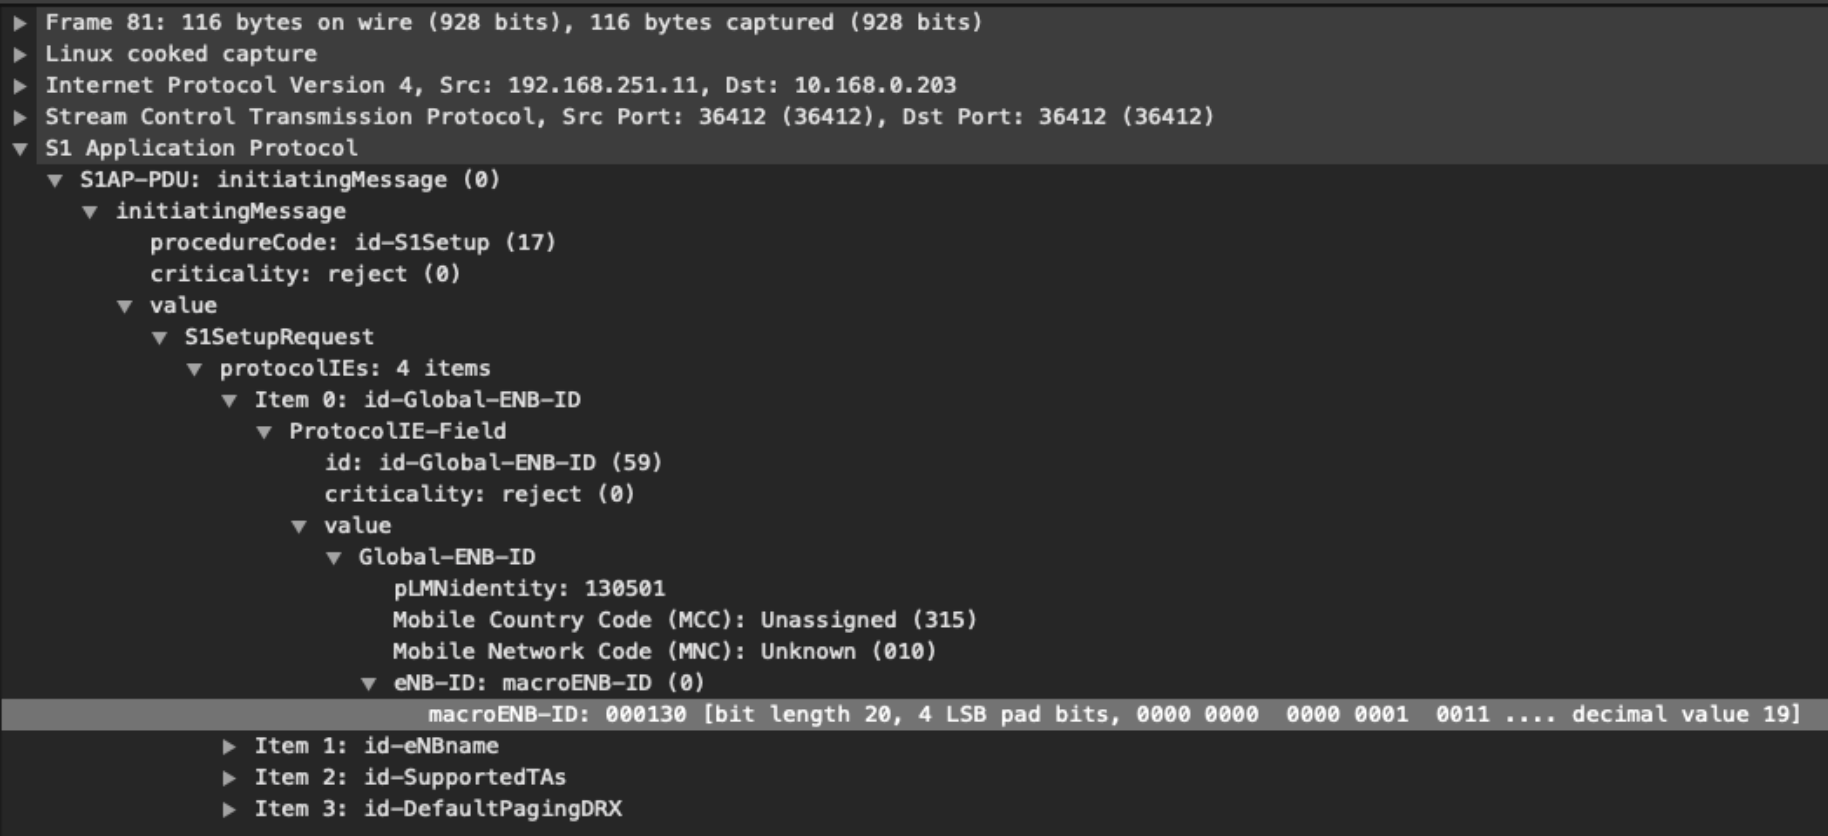 Frame 81: 116 bytes on wire (928 bits), 116 bytes captured (928 bits)
Linux cooked capture
Internet Protocol Version 4, Src: 192.168.251.11, Dst: 10.168.0.203
Stream Control Transmission Protocol, Src Port: 36412 (36412), Dst Port: 36412 (36412)
S1 Application Protocol
S1AP-PDU: initiatingMessage (0)
initiatingMessage
procedureCode: id-S1Setup (17)
criticality: reject (0)
value
S1SetupRequest
protocolIEs: 4 items
Item 0: id-Global-ENB-ID
ProtocolIE-Field
id: id-Global-ENB-ID (59)
criticality: reject (0)
value
Global-ENB-ID
pLMNidentity: 130501
Mobile Country Code (MCC): Unassigned (315)
Mobile Network Code (MNC): Unknown (010)
eNB-ID: macroENB-ID (0)
macroENB-ID: 000130 [bit length 20, 4 LSB pad bits, 0000 0000  0000 0001  0011 .... decimal value 19]
Item 1: id-eNBname
Item 2: id-SupportedTAs
Item 3: id-DefaultPagingDRX